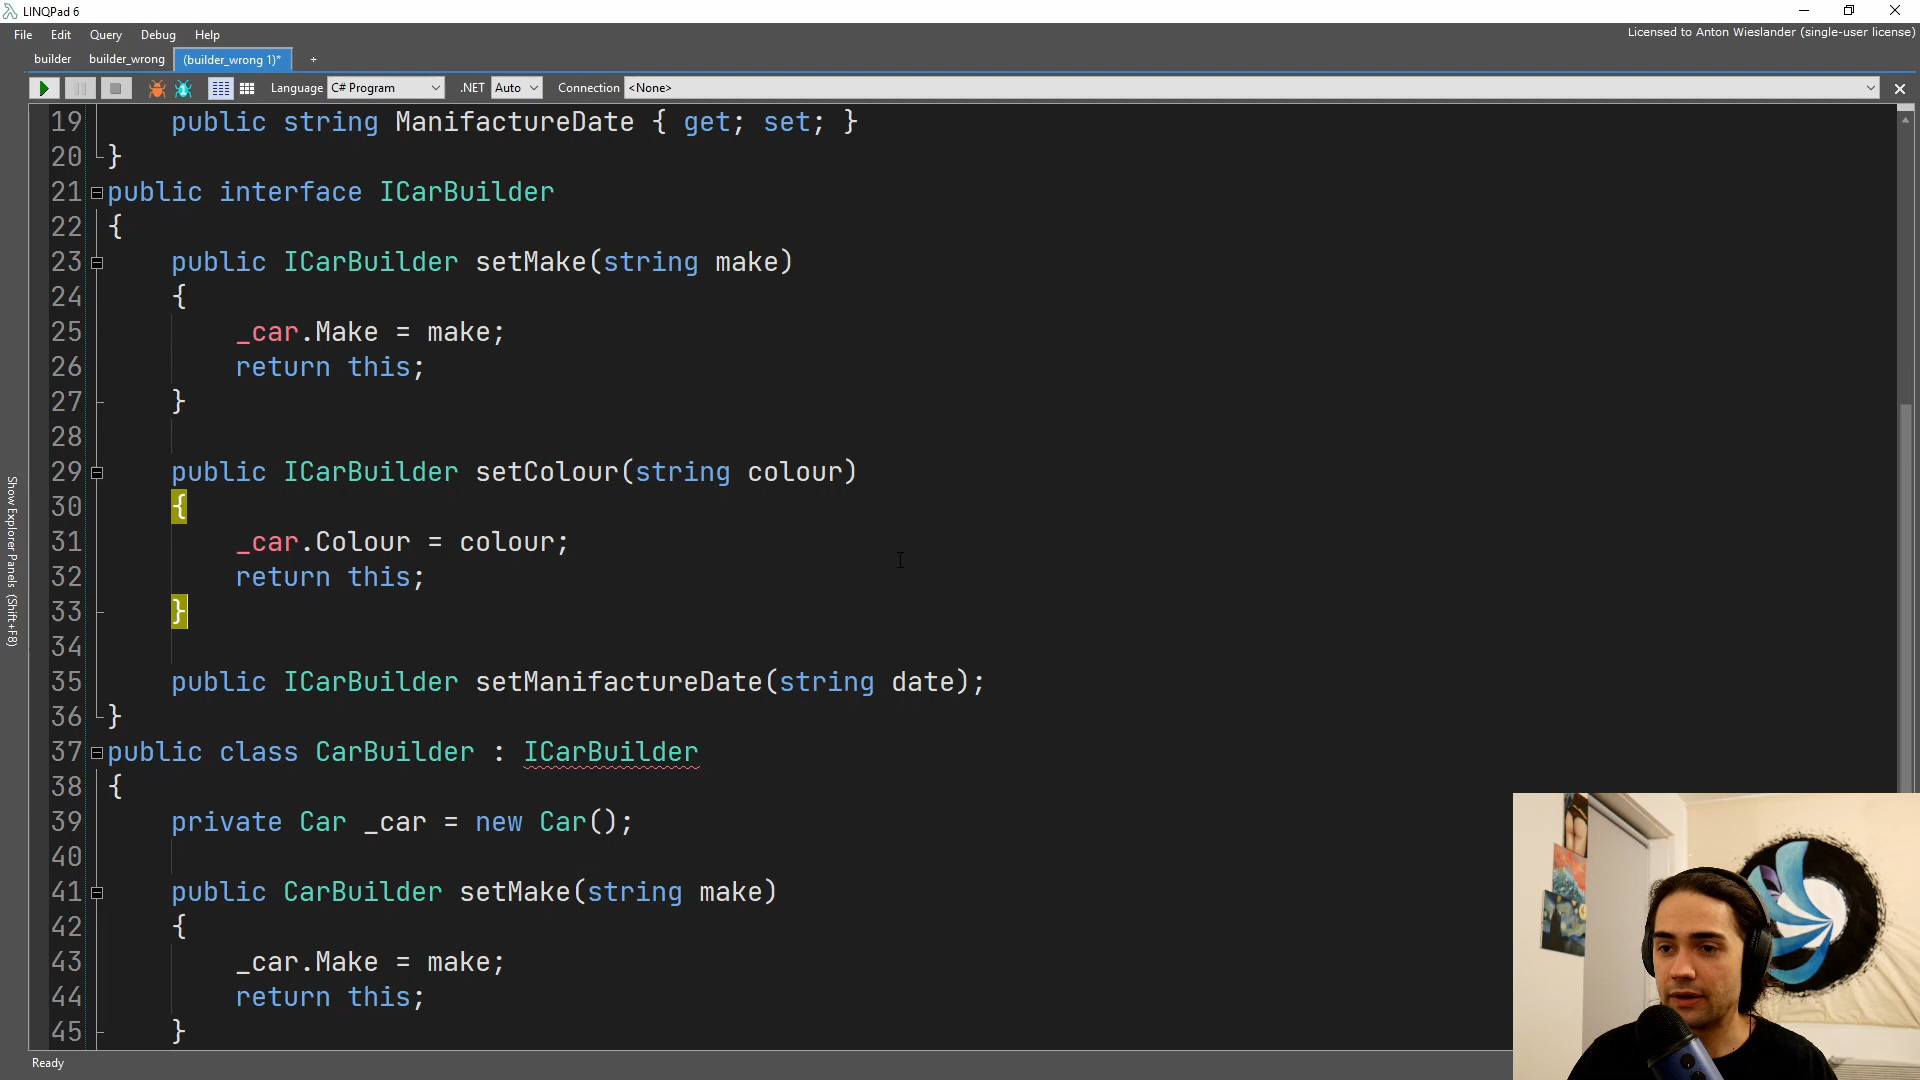 LINQPad 6
File Edit Query Debug Help
Licensed to Anton Wieslander (single-user license)
builder builder_wrong (builder_wrong 1)* +
Language C# Program .NET Auto Connection <None>
Show Explorer Panels (Shift+F8)
19 public string ManifactureDate { get; set; }
20 }
21 public interface ICarBuilder
22 {
23 public ICarBuilder setMake(string make)
24 {
25 _car.Make = make;
26 return this;
27 }
28
29 public ICarBuilder setColour(string colour)
30 {
31 _car.Colour = colour;
32 return this;
33 }
34
35 public ICarBuilder setManifactureDate(string date);
36 }
37 public class CarBuilder : ICarBuilder
38 {
39 private Car _car = new Car();
40
41 public CarBuilder setMake(string make)
42 {
43 _car.Make = make;
44 return this;
45 }
Ready